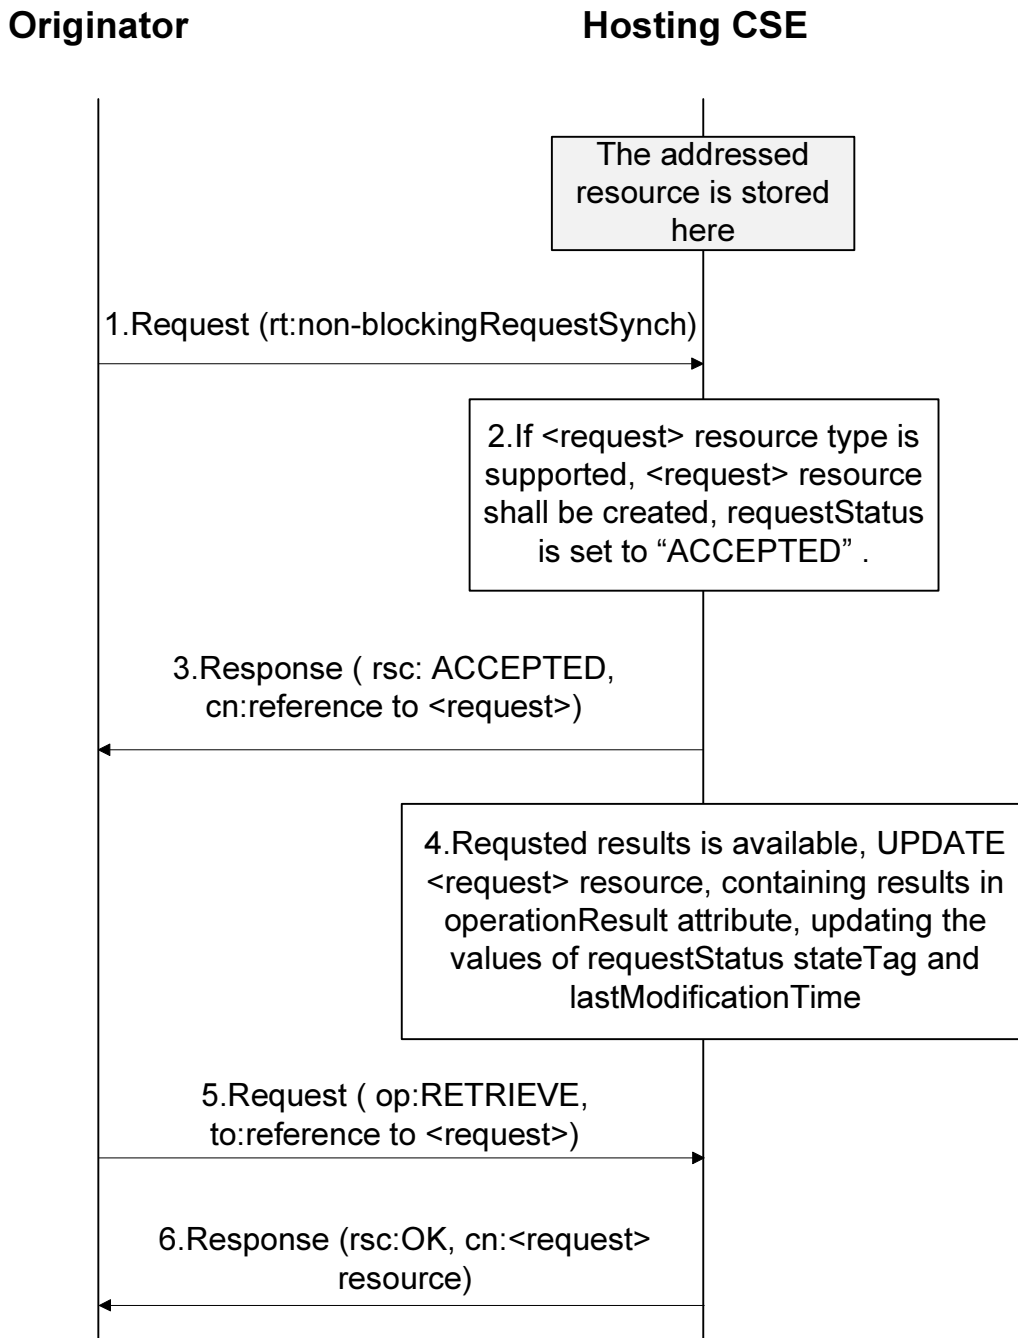 Originator
Hosting CSE
The addressed
resource is stored
here
1.Request (rt:non-blockingRequestSynch)
2.If <request> resource type is
supported, <request> resource
shall be created, requestStatus
is set to “ACCEPTED” .
3.Response ( rsc: ACCEPTED,
cn:reference to <request>)
4.Requsted results is available, UPDATE
<request> resource, containing results in
operationResult attribute, updating the
values of requestStatus stateTag and
lastModificationTime
5.Request ( op:RETRIEVE,
to:reference to <request>)
6.Response (rsc:OK, cn:<request>
resource)